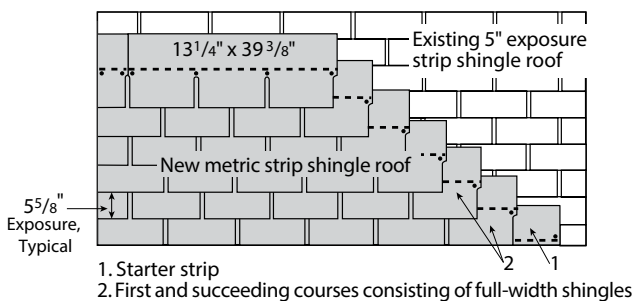 13 1/4" x 39 3/8"
Existing 5" exposure
strip shingle roof
New metric strip shingle roof
5 5/8"
Exposure,
Typical
2
1
1. Starter strip
2. First and succeeding courses consisting of full-width shingles